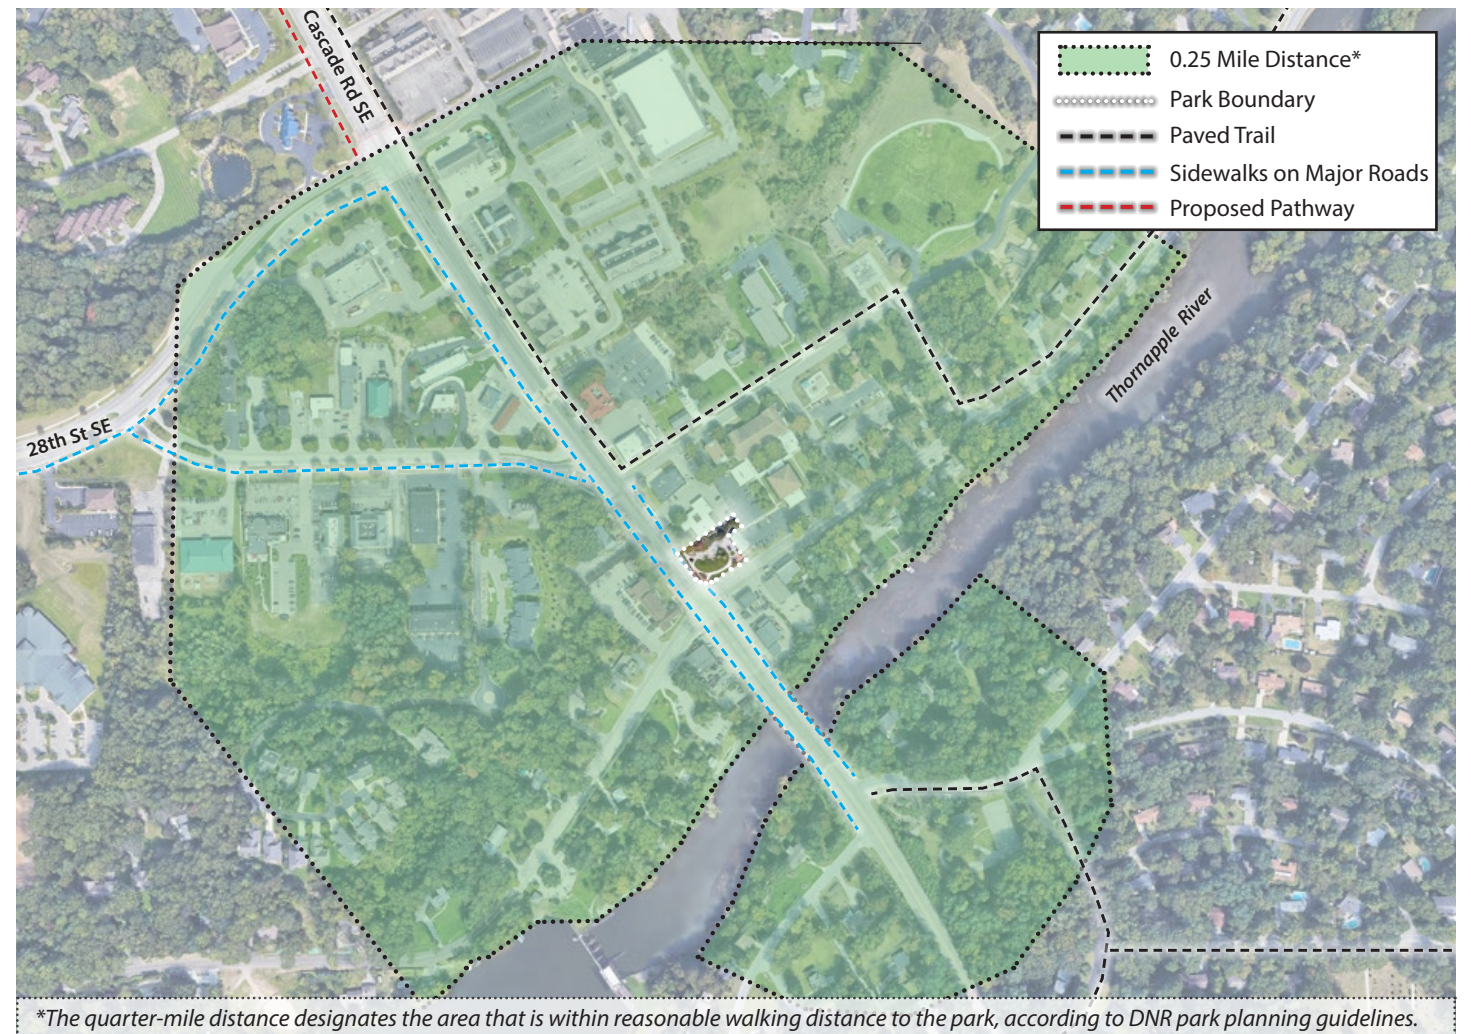 Cascade Rd SE
0.25 Mile Distance*
Park Boundary
Paved Trail
Sidewalks on Major Roads
Proposed Pathway
Thornapple River
28th St SE
*The quarter-mile distance designates the area that is within reasonable walking distance to the park, according to DNR park planning guidelines.